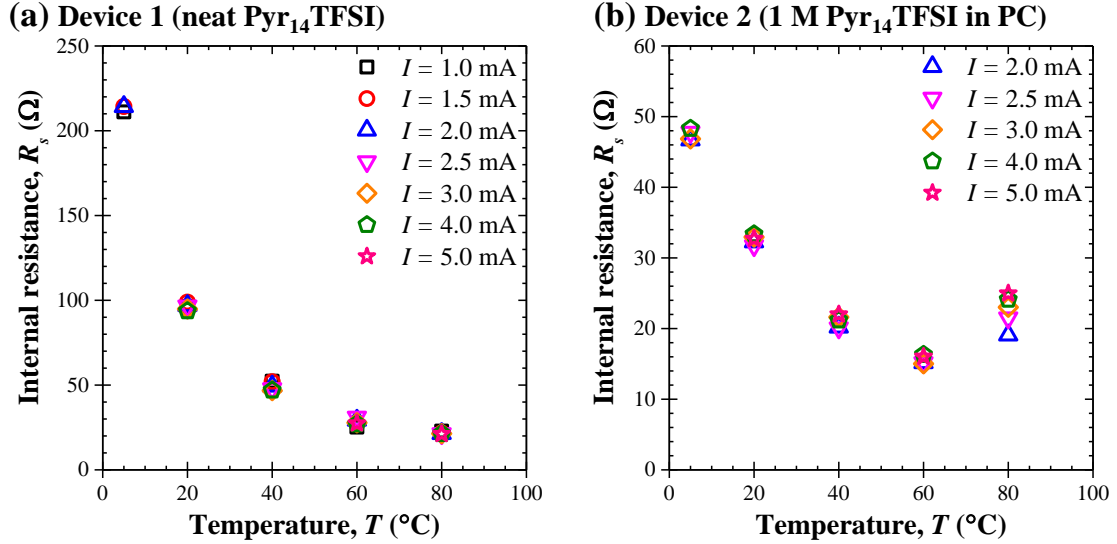 (a) Device 1 (neat Pyr₁₄TFSI)
250
200
150
100
50
0
0 20 40 60 80 100
Internal resistance, Rₛ (Ω)
Temperature, T (°C)
I = 1.0 mA
I = 1.5 mA
I = 2.0 mA
I = 2.5 mA
I = 3.0 mA
I = 4.0 mA
I = 5.0 mA
(b) Device 2 (1 M Pyr₁₄TFSI in PC)
60
50
40
30
20
10
0
0 20 40 60 80 100
Internal resistance, Rₛ (Ω)
Temperature, T (°C)
I = 2.0 mA
I = 2.5 mA
I = 3.0 mA
I = 4.0 mA
I = 5.0 mA